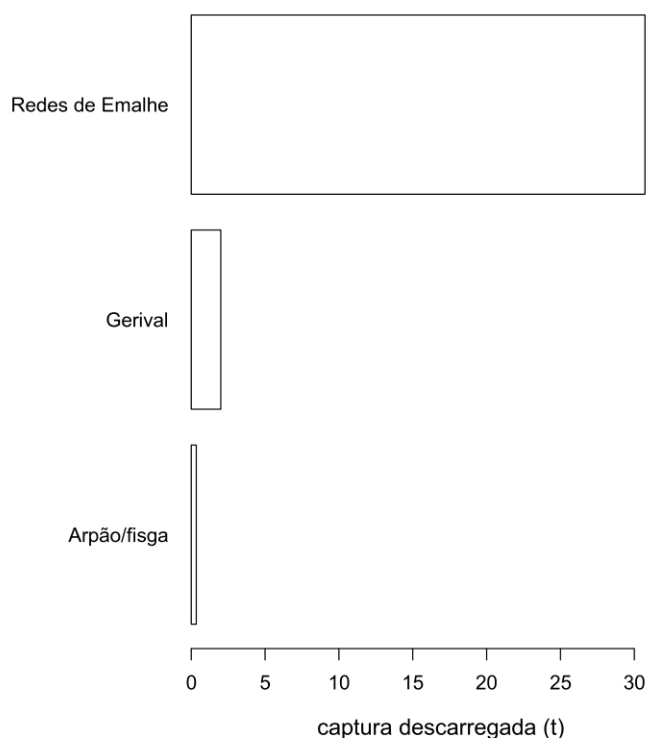 Redes de Emalhe
Gerival
Arpão/fisga
0 5 10 15 20 25 30
captura descarregada (t)